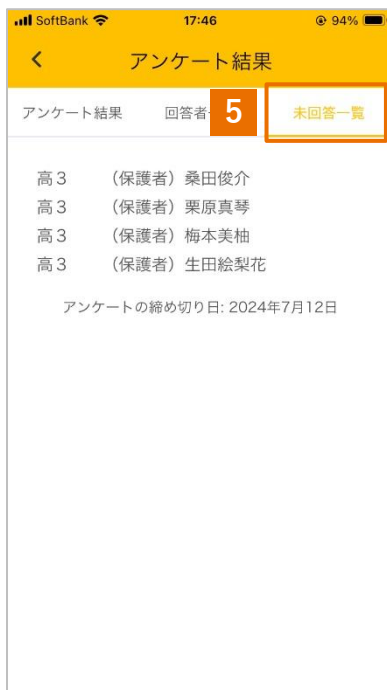 SoftBank 17:46 94%
アンケート結果
アンケート結果 回答者 5 未回答一覧
高３ （保護者）桑田俊介
高３ （保護者）栗原真琴
高３ （保護者）梅本美柚
高３ （保護者）生田絵梨花
アンケートの締め切り日: 2024年7月12日